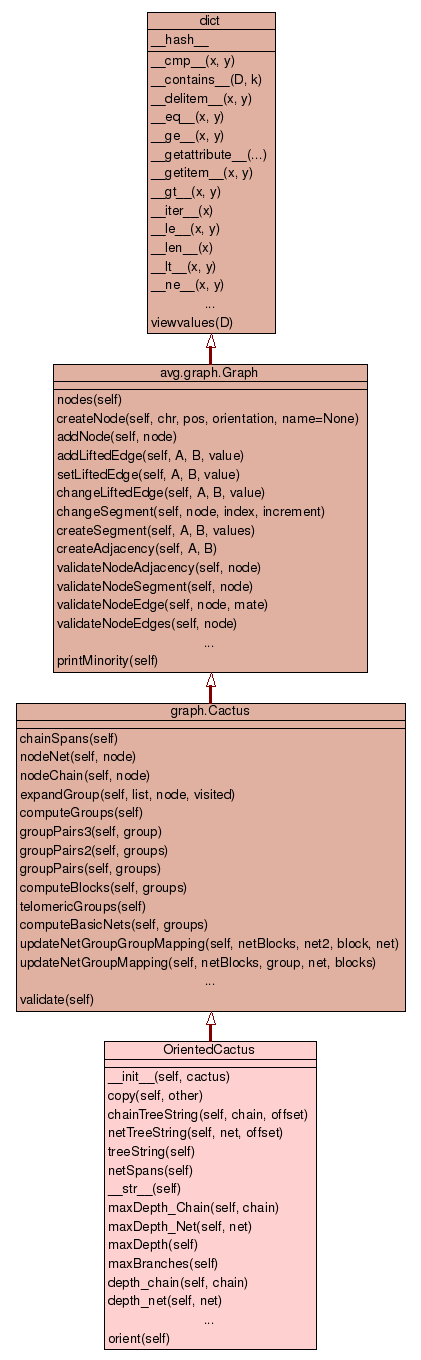 dict
__hash__
__cmp__(x, y)
__contains__(D, k)
__delitem__(x, y)
__eq__(x, y)
__ge__(x, y)
__getattribute__(...)
__getitem__(x, y)
__gt__(x, y)
__iter__(x)
__le__(x, y)
__len__(x)
__lt__(x, y)
__ne__(x, y)
...
viewvalues(D)
avg.graph.Graph
nodes(self)
createNode(self, chr, pos, orientation, name=None)
addNode(self, node)
addLiftedEdge(self, A, B, value)
setLiftedEdge(self, A, B, value)
changeLiftedEdge(self, A, B, value)
changeSegment(self, node, index, increment)
createSegment(self, A, B, values)
createAdjacency(self, A, B)
validateNodeAdjacency(self, node)
validateNodeSegment(self, node)
validateNodeEdge(self, node, mate)
validateNodeEdges(self, node)
...
printMinority(self)
graph.Cactus
chainSpans(self)
nodeNet(self, node)
nodeChain(self, node)
expandGroup(self, list, node, visited)
computeGroups(self)
groupPairs3(self, group)
groupPairs2(self, groups)
groupPairs(self, groups)
computeBlocks(self, groups)
telomericGroups(self)
computeBasicNets(self, groups)
updateNetGroupGroupMapping(self, netBlocks, net2, block, net)
updateNetGroupMapping(self, netBlocks, group, net, blocks)
...
validate(self)
OrientedCactus
__init__(self, cactus)
copy(self, other)
chainTreeString(self, chain, offset)
netTreeString(self, net, offset)
treeString(self)
netSpans(self)
__str__(self)
maxDepth_Chain(self, chain)
maxDepth_Net(self, net)
maxDepth(self)
maxBranches(self)
depth_chain(self, chain)
depth_net(self, net)
...
orient(self)